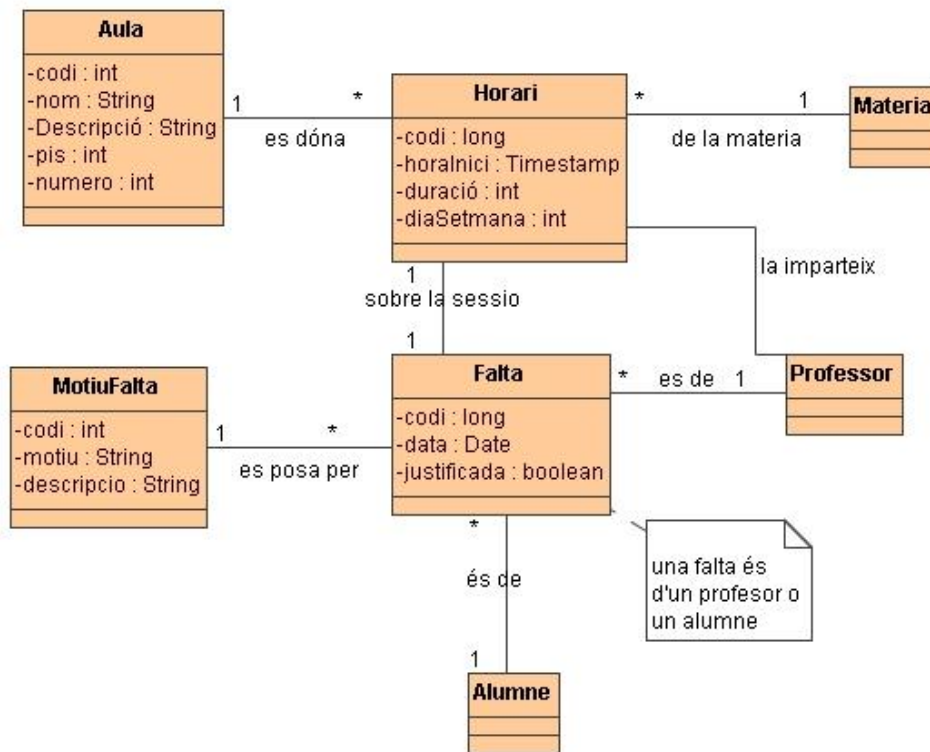 Aula
-codi : int
-nom : String
-Descripció : String
-pis : int
-numero : int
1
*
es dóna
Horari
-codi : long
-horaInici : Timestamp
-duració : int
-diaSetmana : int
*
1
de la materia
Materia
la imparteix
1
sobre la sessio
1
MotiuFalta
-codi : int
-motiu : String
-descripcio : String
1
*
es posa per
Falta
-codi : long
-data : Date
-justificada : boolean
*
es de
1
Professor
*
és de
1
Alumne
una falta és
d'un profesor o
un alumne